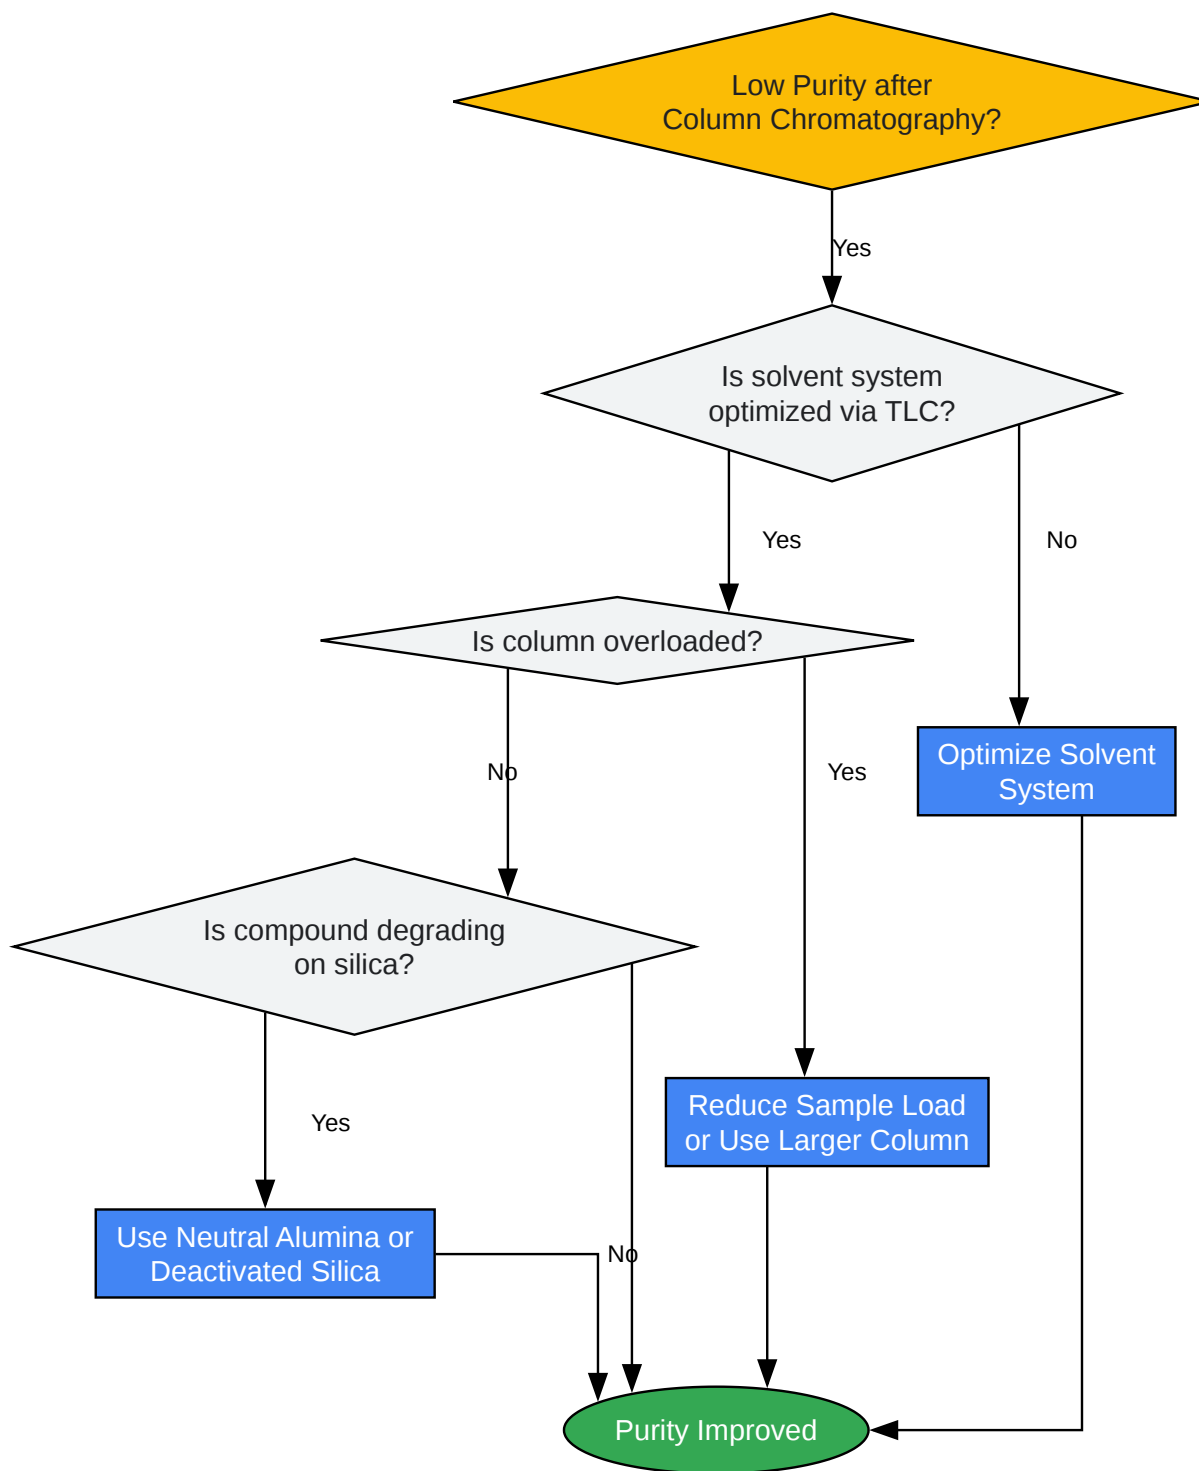 Low Purity after
Column Chromatography?
Yes
Is solvent system
optimized via TLC?
Yes
No
Is column overloaded?
No
Yes
Optimize Solvent
System
Is compound degrading
on silica?
Yes
Reduce Sample Load
or Use Larger Column
Use Neutral Alumina or
Deactivated Silica
No
Purity Improved